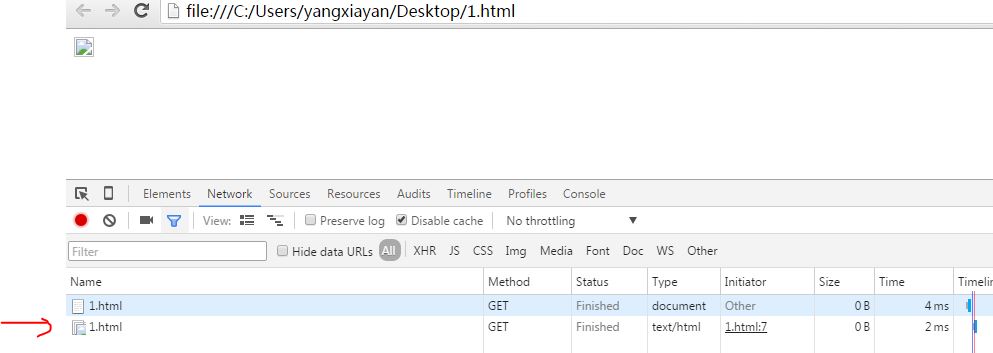 file:///C:/Users/yangxiayan/Desktop/1.html
Elements Network Sources Resources Audits Timeline Profiles Console
View: Preserve log Disable cache No throttling
Filter Hide data URLs All XHR JS CSS Img Media Font Doc WS Other
Name Method Status Type Initiator Size Time Timelin
1.html GET Finished document Other 0 B 4 ms
1.html GET Finished text/html 1.html:7 0 B 2 ms